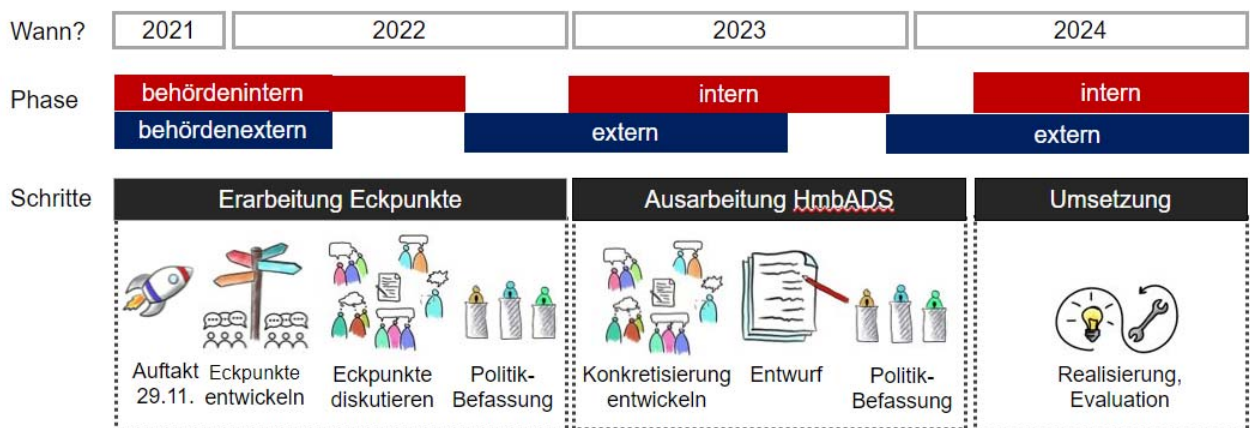 Wann? 2021 2022 2023 2024
Phase behördenintern intern intern
behördenextern extern extern
Schritte Erarbeitung Eckpunkte Ausarbeitung HmbADS Umsetzung
Auftakt
29.11.
Eckpunkte
entwickeln
Eckpunkte
diskutieren
Politik-
Befassung
Konkretisierung
entwickeln
Entwurf
Politik-
Befassung
Realisierung,
Evaluation